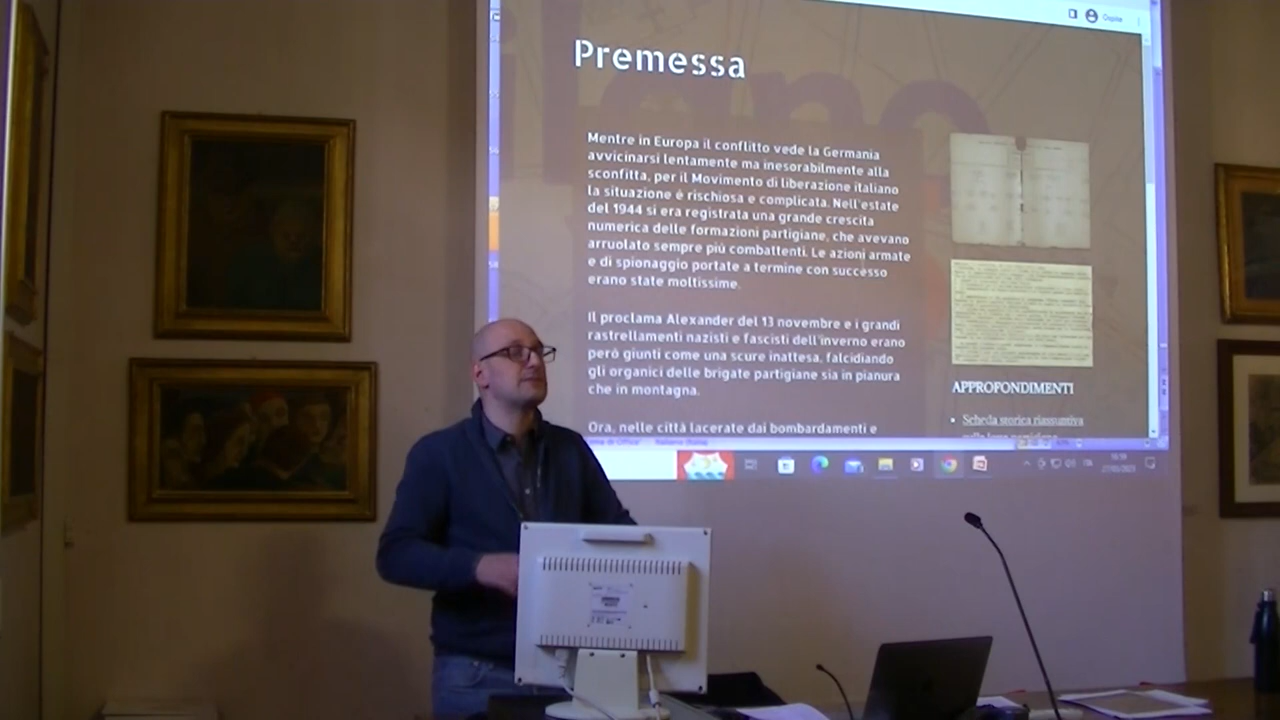 Ospite
Premessa
Mentre in Europa il conflitto vede la Germania
avvicinarsi lentamente ma inesorabilmente alla
sconfitta, per il Movimento di liberazione italiano
la situazione è rischiosa e complicata. Nell'estate
del 1944 si era registrata una grande crescita
numerica delle formazioni partigiane, che avevano
arruolato sempre più combattenti. Le azioni armate
e di spionaggio portate a termine con successo
erano state moltissime.
Il proclama Alexander del 13 novembre e i grandi
rastrellamenti nazisti e fascisti dell'inverno erano
però giunti come una scure inattesa, falcidiando
gli organici delle brigate partigiane sia in pianura
che in montagna.
Ora, nelle città lacerate dai bombardamenti e
APPROFONDIMENTI
Scheda storica riassuntiva